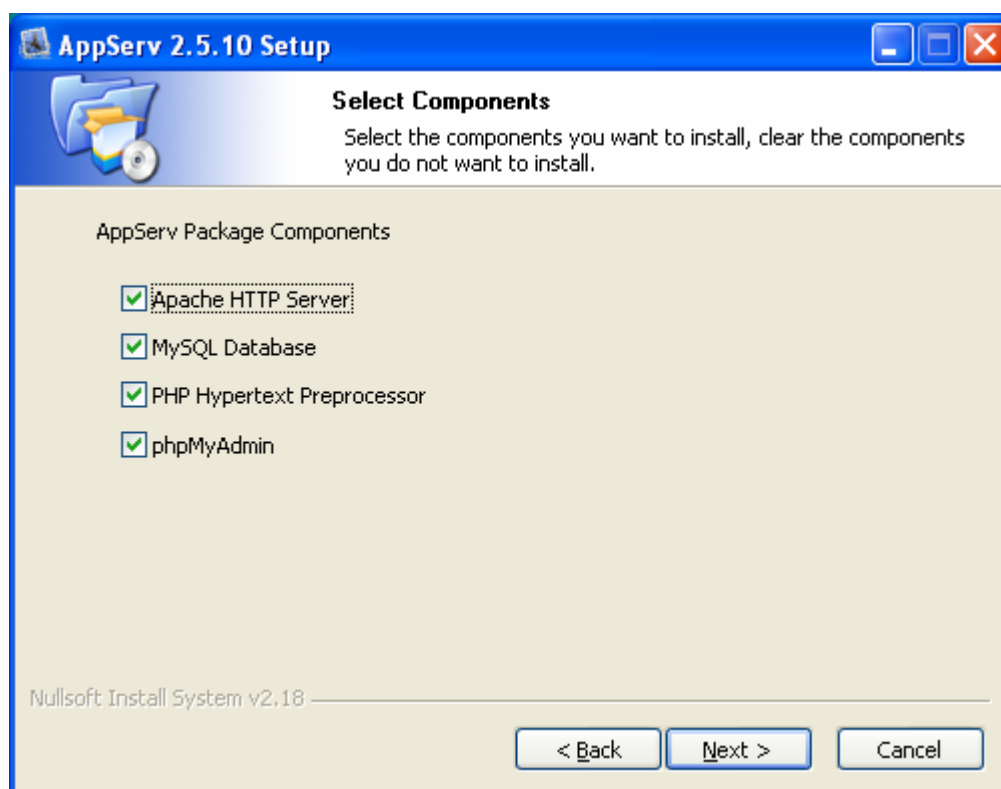 AppServ 2.5.10 Setup
Select Components
Select the components you want to install, clear the components
you do not want to install.
AppServ Package Components
Apache HTTP Server
MySQL Database
PHP Hypertext Preprocessor
phpMyAdmin
Nullsoft Install System v2.18
< Back
Next >
Cancel